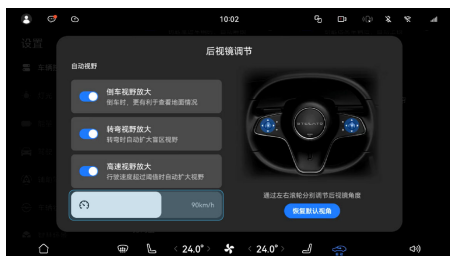 10:02
设置
后视镜调节
自动视野
倒车视野放大
倒车时，更有利于查看地面情况
转弯视野放大
转弯时自动扩大盲区视野
高速视野放大
行驶速度超过阈值时自动扩大视野
90km/h
通过左右滚轮分别调节后视镜角度
恢复默认视角
24.0°
24.0°